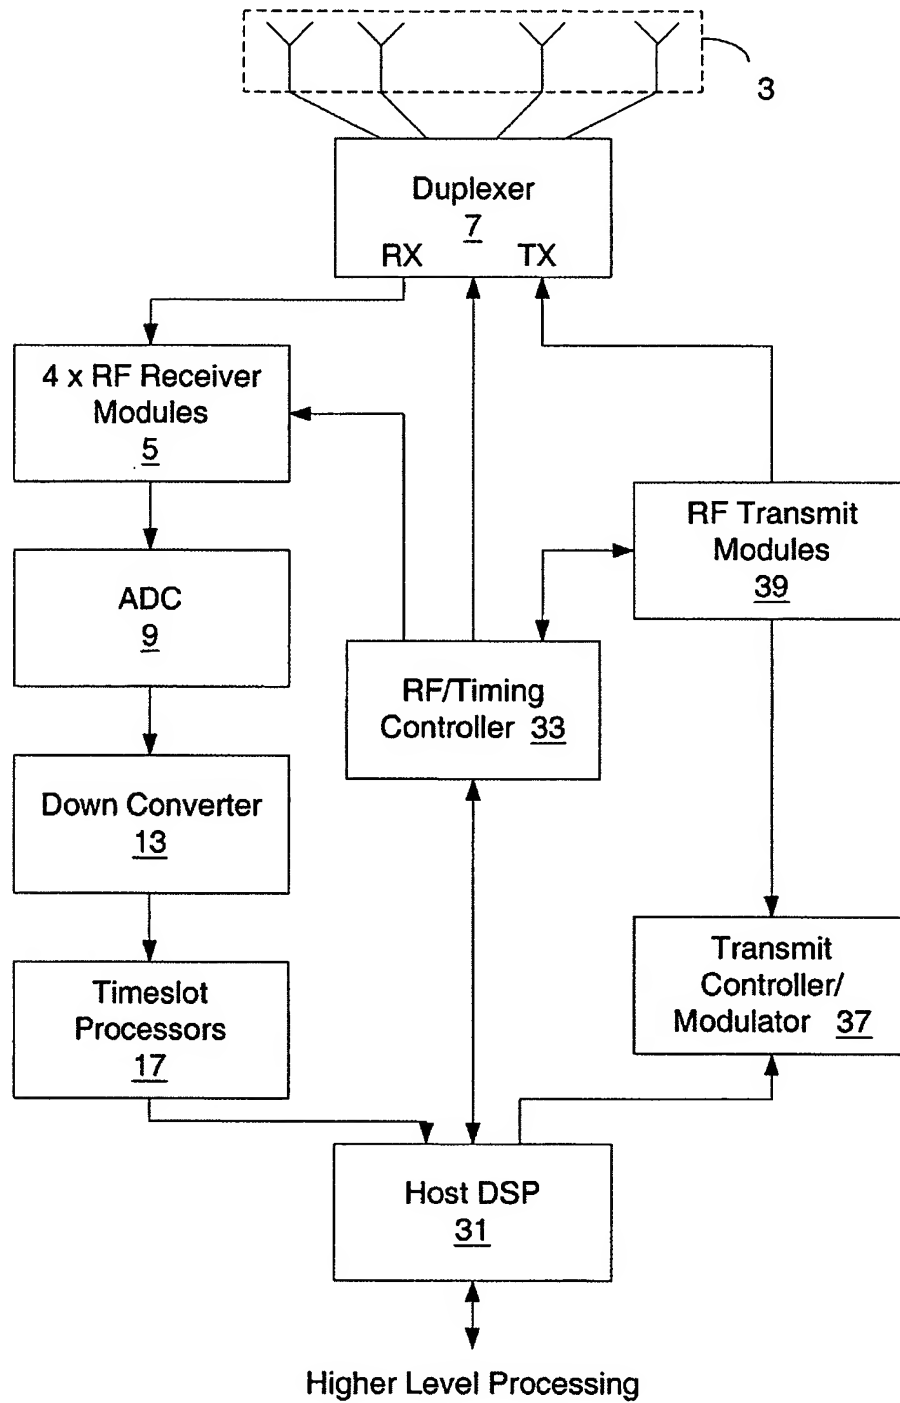 3
Duplexer
7
RX
TX
4 x RF Receiver
Modules
5
RF Transmit
Modules
39
ADC
9
RF/Timing
Controller 33
Down Converter
13
Transmit
Controller/
Modulator 37
Timeslot
Processors
17
Host DSP
31
Higher Level Processing